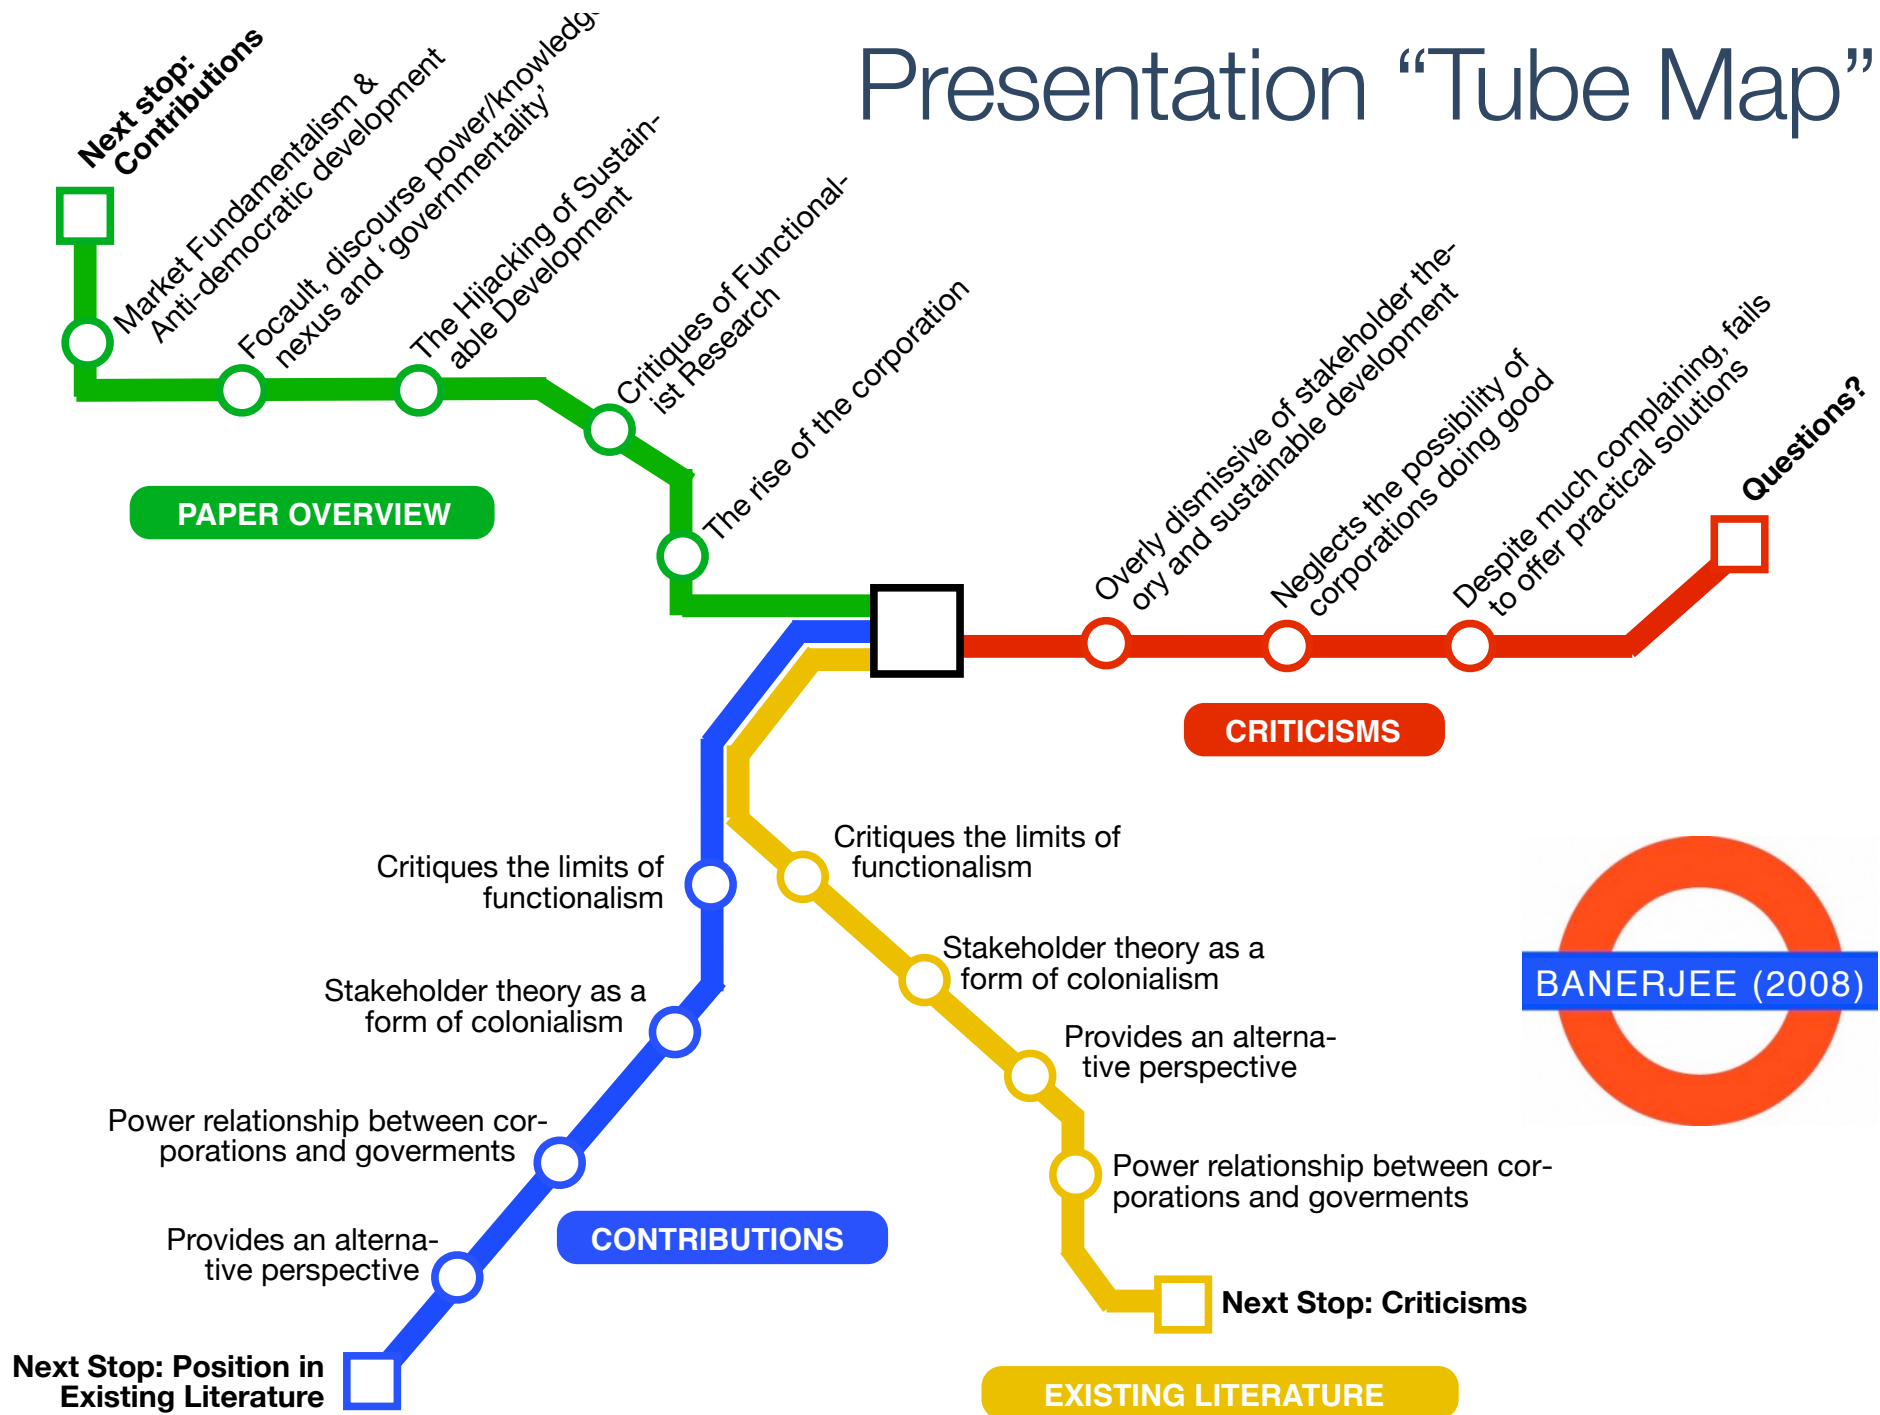 Presentation “Tube Map”
Next stop:
Contributions
Market Fundamentalism &
Anti-democratic development
Focault, discourse power/knowledge
nexus and ‘governmentality’
The Hijacking of Sustain-
able Development
Critiques of Functional-
ist Research
The rise of the corporation
PAPER OVERVIEW
Overly dismissive of stakeholder the-
ory and sustainable development
Neglects the possibility of
corporations doing good
Despite much complaining, fails
to offer practical solutions
Questions?
CRITICISMS
Critiques the limits of
functionalism
Stakeholder theory as a
form of colonialism
Power relationship between cor-
porations and goverments
Provides an alterna-
tive perspective
Next Stop: Position in
Existing Literature
CONTRIBUTIONS
Critiques the limits of
functionalism
Stakeholder theory as a
form of colonialism
Provides an alterna-
tive perspective
Power relationship between cor-
porations and goverments
Next Stop: Criticisms
EXISTING LITERATURE
BANERJEE (2008)